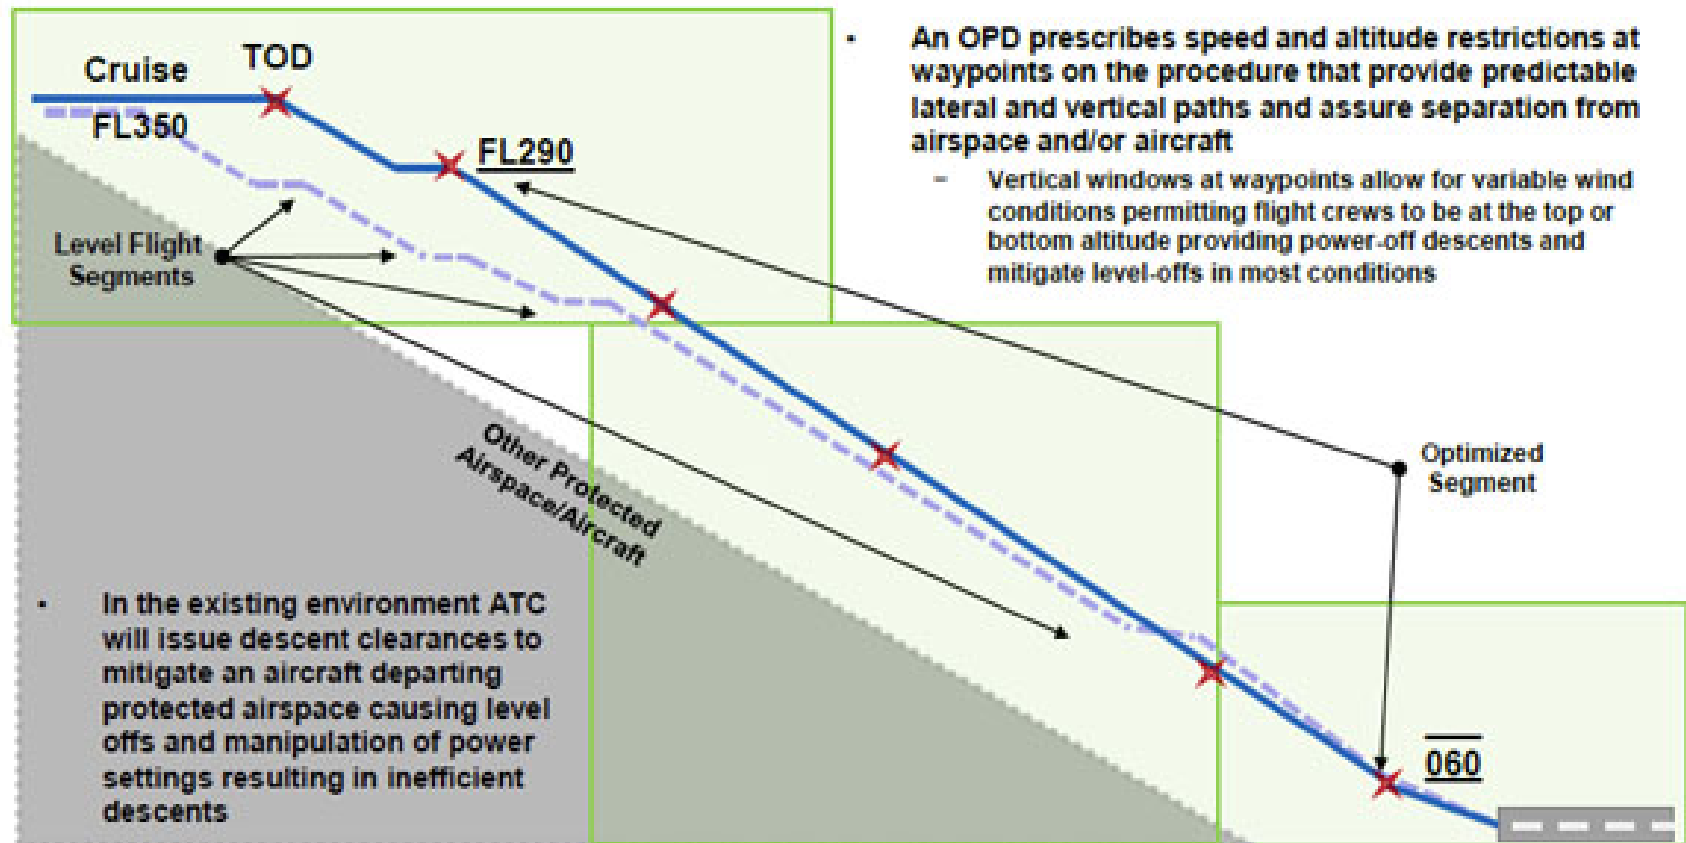 Cruise
TOD
FL350
FL290
Level Flight
Segments
Other Protected
Airspace/Aircraft
• An OPD prescribes speed and altitude restrictions at
waypoints on the procedure that provide predictable
lateral and vertical paths and assure separation from
airspace and/or aircraft
– Vertical windows at waypoints allow for variable wind
conditions permitting flight crews to be at the top or
bottom altitude providing power-off descents and
mitigate level-offs in most conditions
Optimized
Segment
• In the existing environment ATC
will issue descent clearances to
mitigate an aircraft departing
protected airspace causing level
offs and manipulation of power
settings resulting in inefficient
descents
060